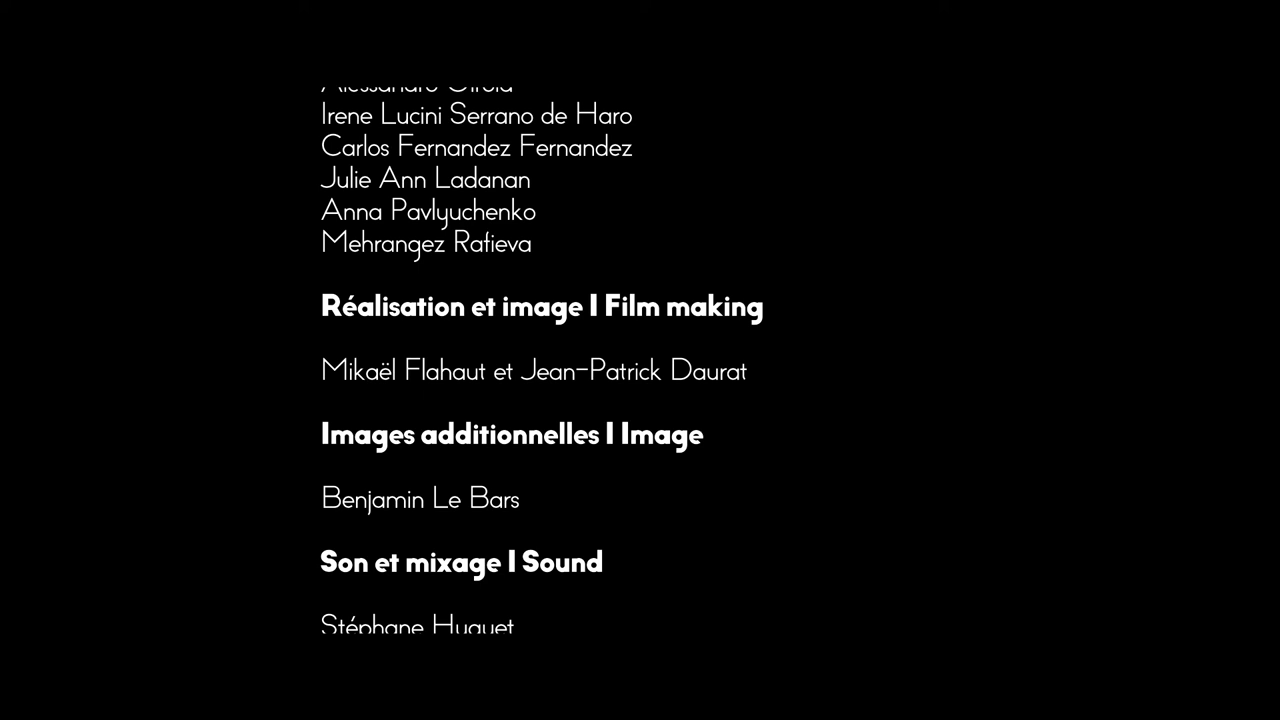 Irene Lucini Serrano de Haro
Carlos Fernandez Fernandez
Julie Ann Ladanan
Anna Pavlyuchenko
Mehrangez Rafieva
Réalisation et image I Film making
Mikaël Flahaut et Jean-Patrick Daurat
Images additionnelles I Image
Benjamin Le Bars
Son et mixage I Sound
Stéphane Huguet